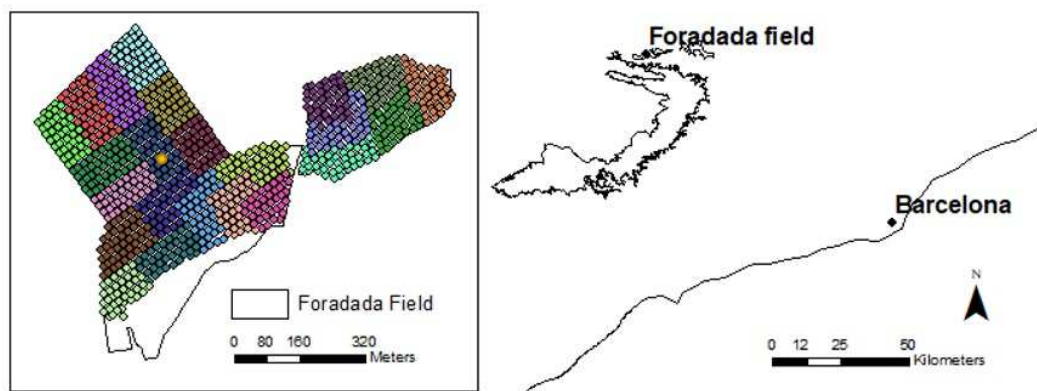 Foradada Field
0 80 160 320
Meters
Foradada field
Barcelona
N
0 12 25 50
Kilometers